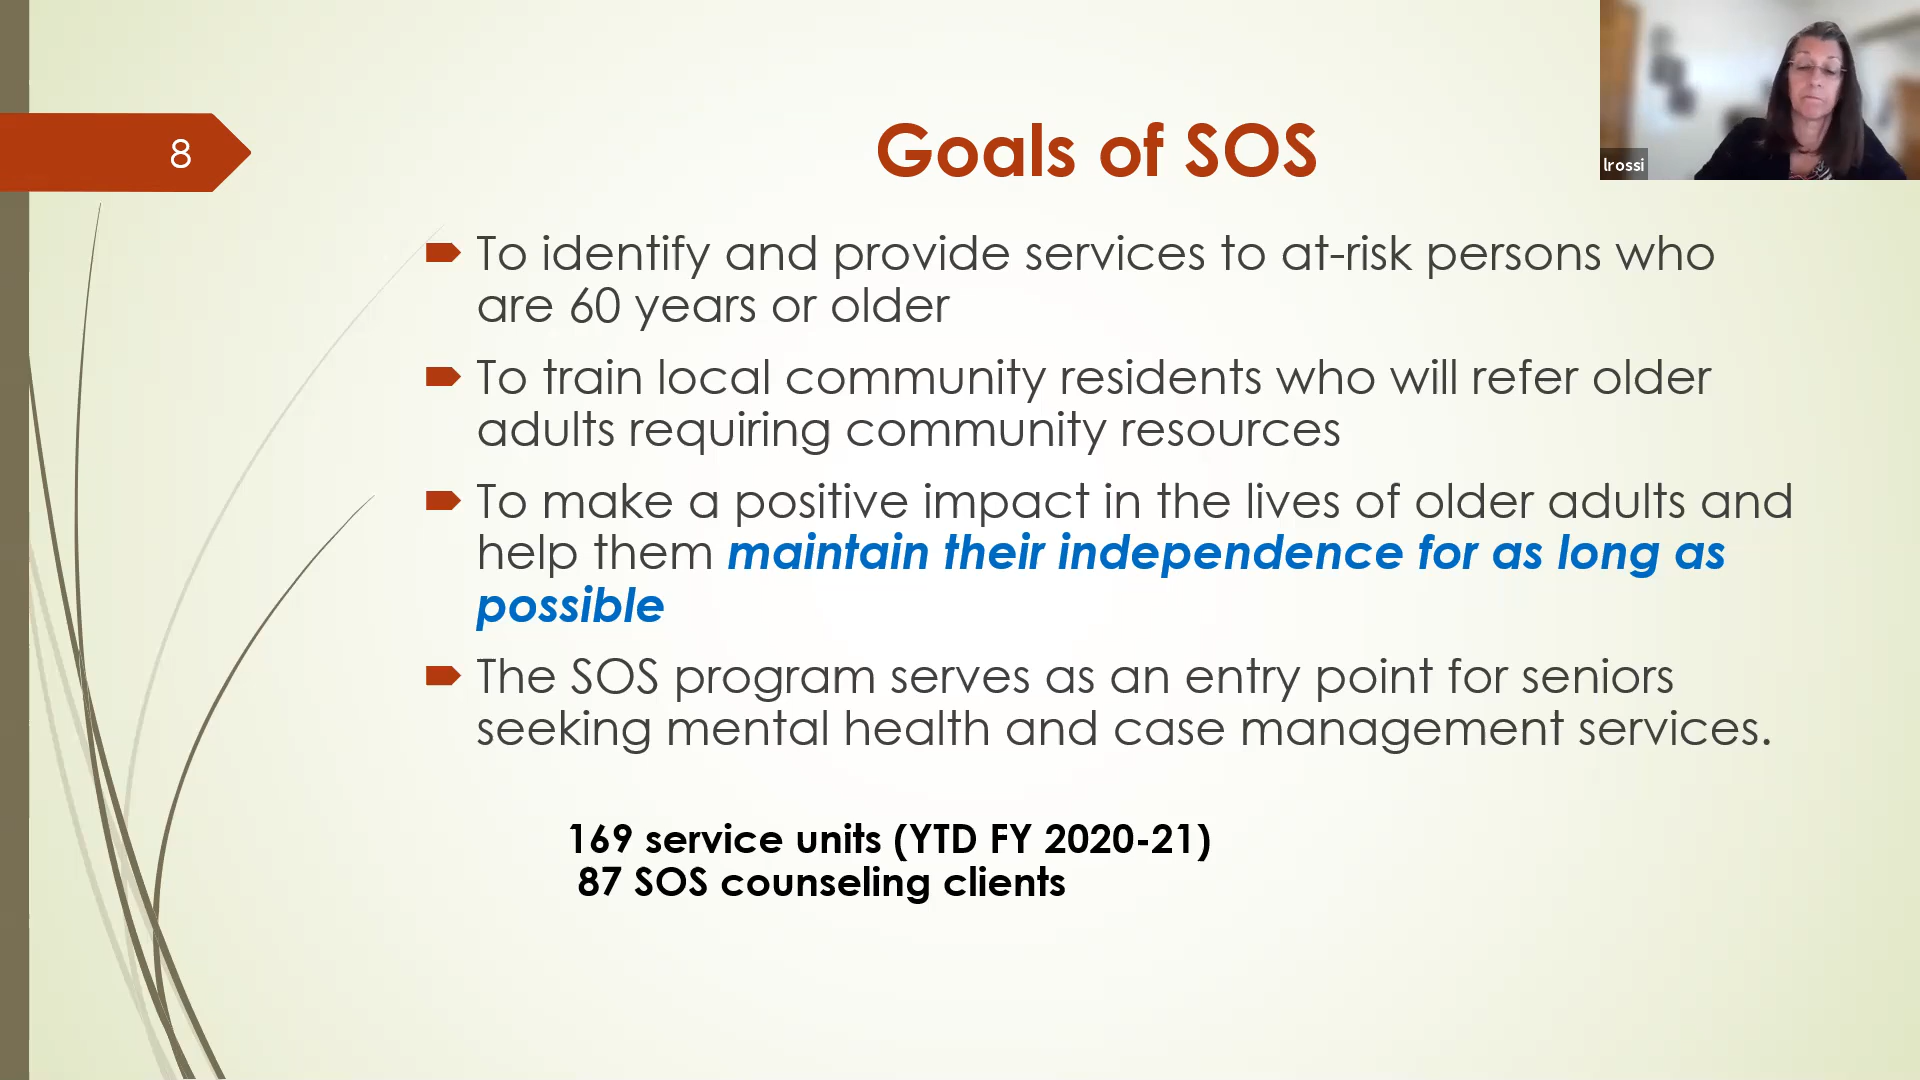 8
Goals of SOS
lrossi
To identify and provide services to at-risk persons who
are 60 years or older
To train local community residents who will refer older
adults requiring community resources
To make a positive impact in the lives of older adults and
help them maintain their independence for as long as
possible
The SOS program serves as an entry point for seniors
seeking mental health and case management services.
169 service units (YTD FY 2020-21)
87 SOS counseling clients